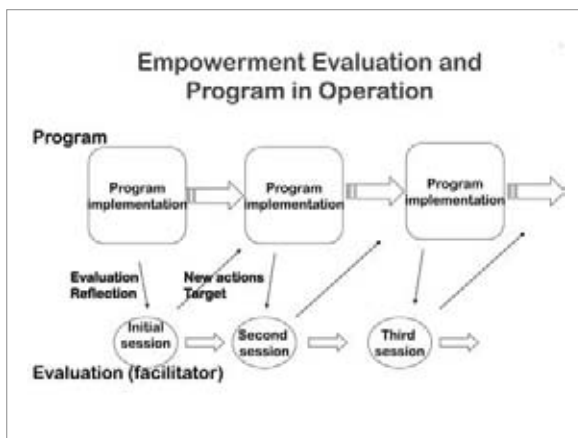 Empowerment Evaluation and
Program in Operation
Program
Program
implementation
Program
implementation
Program
implementation
Evaluation
Reflection
New actions
Target
Initial
session
Second
session
Third
session
Evaluation (facilitator)